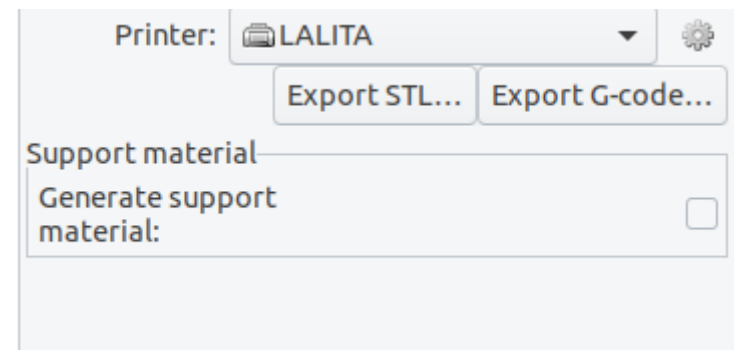 Printer: LALITA
Export STL... Export G-code...
Support material
Generate support
material: